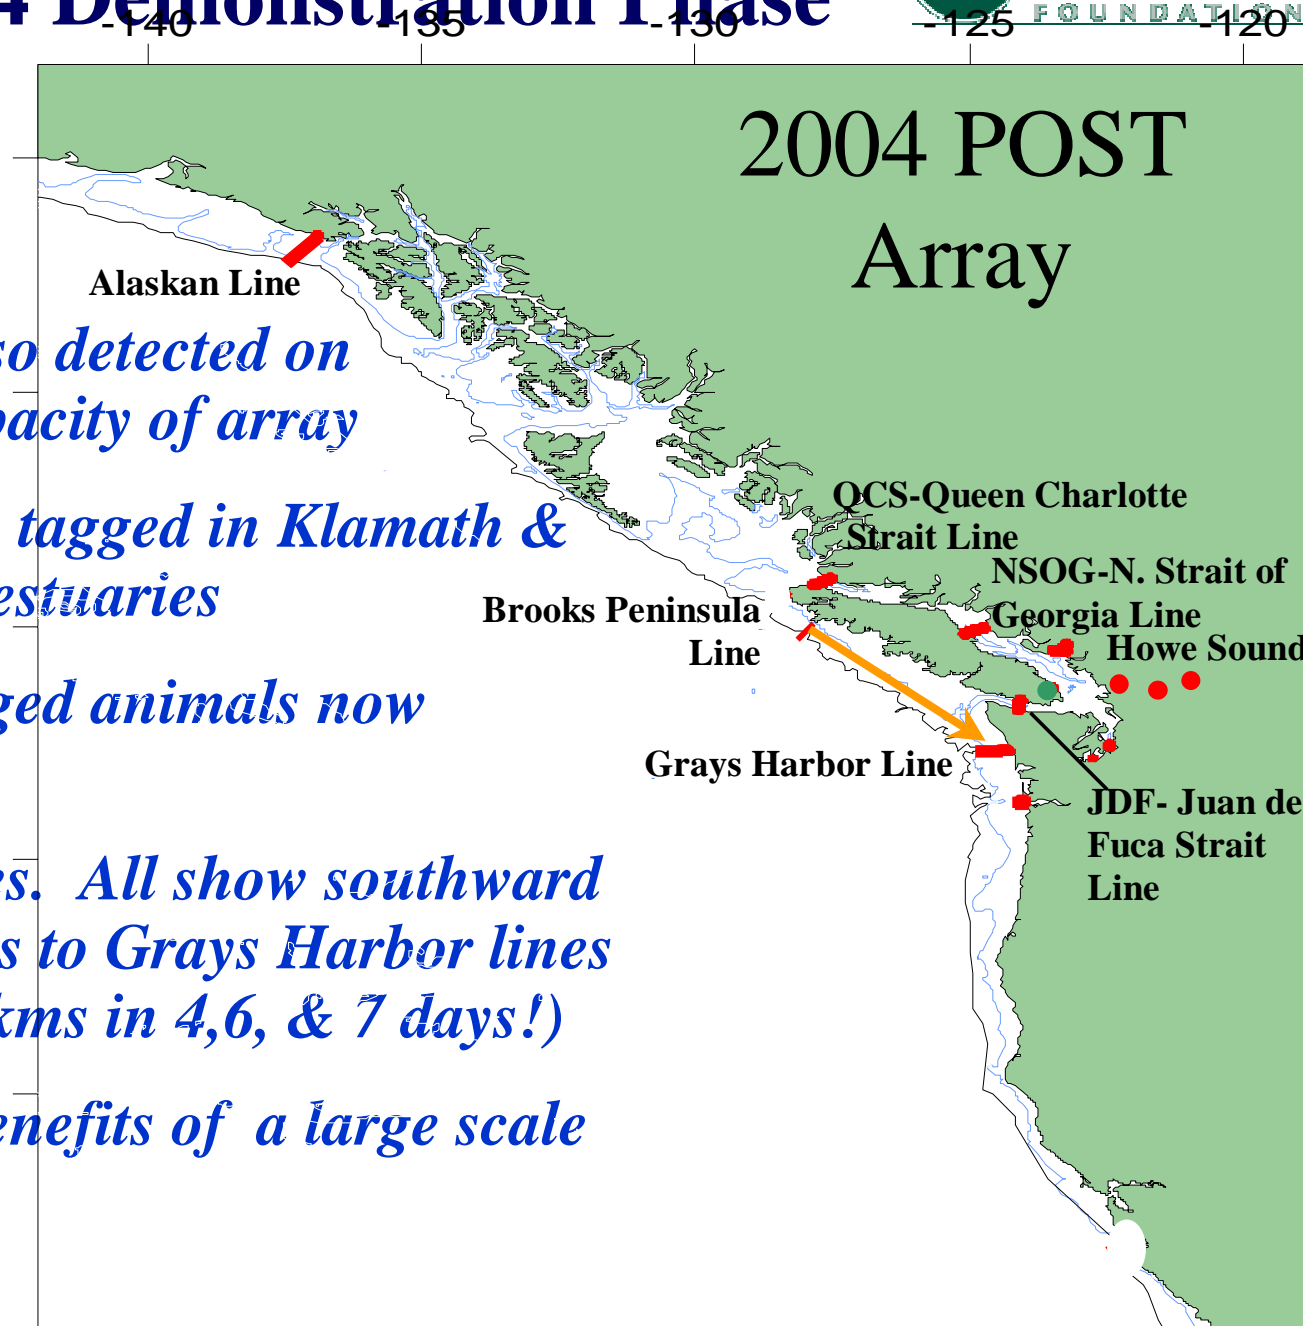 4 Demonstration Phase
FOUNDATION
-140 -135 -130 -125 -120
2004 POST
Array
Alaskan Line
so detected on
pacity of array
tagged in Klamath &
estuaries
ged animals now
es. All show southward
s to Grays Harbor lines
kms in 4,6, & 7 days!)
enefits of a large scale
QCS-Queen Charlotte
Strait Line
NSOG-N. Strait of
Georgia Line
Howe Sound
Brooks Peninsula
Line
Grays Harbor Line
JDF- Juan de
Fuca Strait
Line